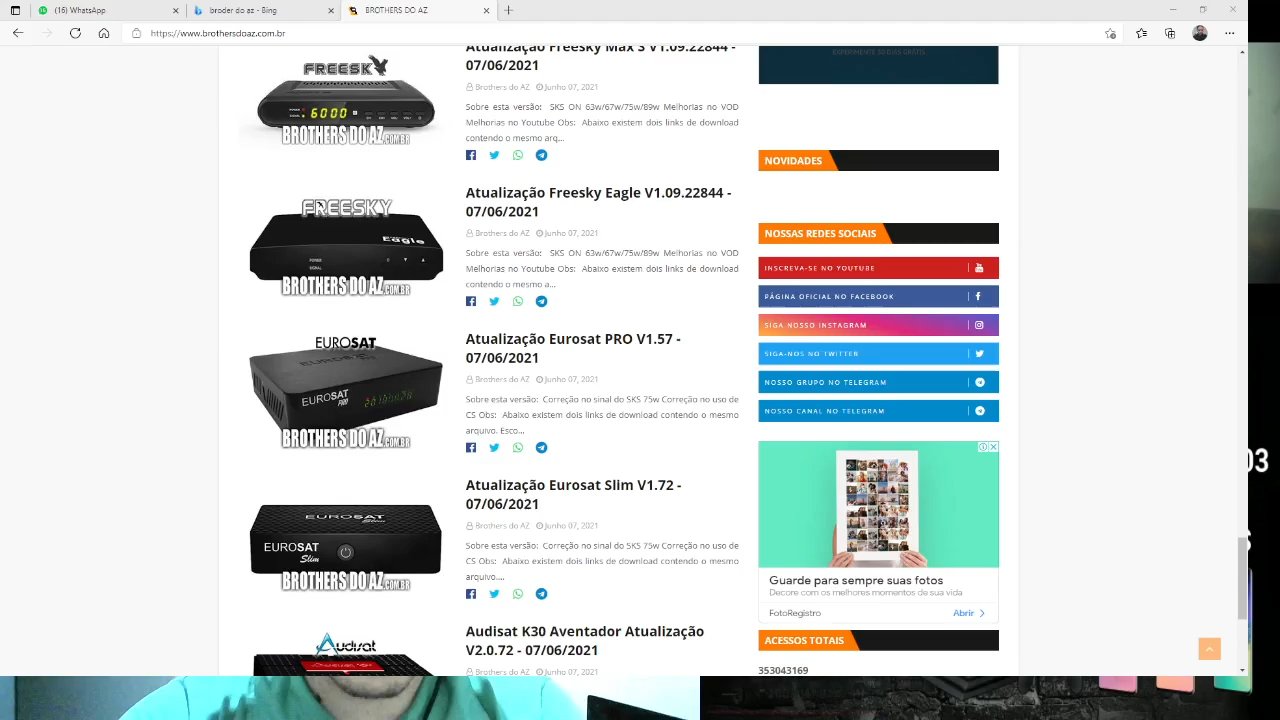 (16) WhatsApp
broder do az - Bing
BROTHERS DO AZ
https://www.brothersdoaz.com.br
FREESKY
6000
BROTHERS DO AZ.COM.BR
Atualização Freesky Max S V1.09.22844 -
07/06/2021
Brothers do AZ Junho 07, 2021
Sobre esta versão: SKS ON 63w/67w/75w/89w Melhorias no VOD
Melhorias no Youtube Obs: Abaixo existem dois links de download
contendo o mesmo arq...
FREESKY
Eagle
BROTHERS DO AZ.COM.BR
Atualização Freesky Eagle V1.09.22844 -
07/06/2021
Brothers do AZ Junho 07, 2021
Sobre esta versão: SKS ON 63w/67w/75w/89w Melhorias no VOD
Melhorias no Youtube Obs: Abaixo existem dois links de download
contendo o mesmo a...
EUROSAT
EUROSAT
PRO
BROTHERS DO AZ.COM.BR
Atualização Eurosat PRO V1.57 -
07/06/2021
Brothers do AZ Junho 07, 2021
Sobre esta versão: Correção no sinal do SKS 75w Correção no uso de
CS Obs: Abaixo existem dois links de download contendo o mesmo
arquivo. Esco...
EUROSAT Slim
EUROSAT
Slim
BROTHERS DO AZ.COM.BR
Atualização Eurosat Slim V1.72 -
07/06/2021
Brothers do AZ Junho 07, 2021
Sobre esta versão: Correção no sinal do SKS 75w Correção no uso de
CS Obs: Abaixo existem dois links de download contendo o mesmo
arquivo....
Audisat
Audisat K30 Aventador Atualização
V2.0.72 - 07/06/2021
Brothers do AZ Junho 07, 2021
EXPERIMENTE 30 DIAS GRÁTIS
NOVIDADES
NOSSAS REDES SOCIAIS
INSCREVA-SE NO YOUTUBE
PÁGINA OFICIAL NO FACEBOOK
SIGA NOSSO INSTAGRAM
SIGA-NOS NO TWITTER
NOSSO GRUPO NO TELEGRAM
NOSSO CANAL NO TELEGRAM
Guarde para sempre suas fotos
Decore com os melhores momentos de sua vida
FotoRegistro Abrir
ACESSOS TOTAIS
353043169